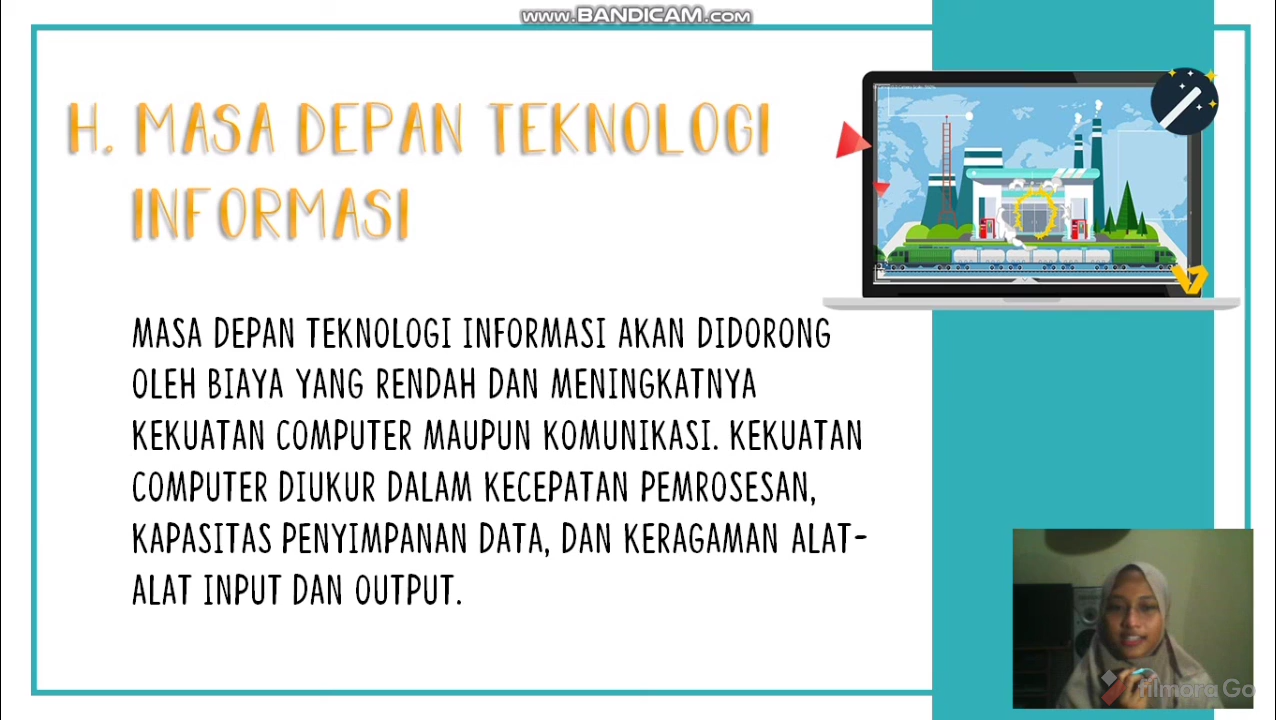 www.BANDICAM.com
H. MASA DEPAN TEKNOLOGI
INFORMASI
MASA DEPAN TEKNOLOGI INFORMASI AKAN DIDORONG
OLEH BIAYA YANG RENDAH DAN MENINGKATNYA
KEKUATAN COMPUTER MAUPUN KOMUNIKASI. KEKUATAN
COMPUTER DIUKUR DALAM KECEPATAN PEMROSESAN,
KAPASITAS PENYIMPANAN DATA, DAN KERAGAMAN ALAT-
ALAT INPUT DAN OUTPUT.
filmora Go